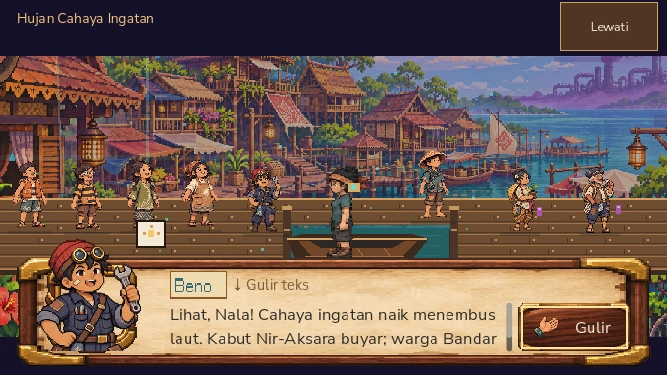 Hujan Cahaya Ingatan
Lewati
Beno
↓ Gulir teks
Lihat, Nala! Cahaya ingatan naik menembus
laut. Kabut Nir-Aksara buyar; warga Bandar
Gulir